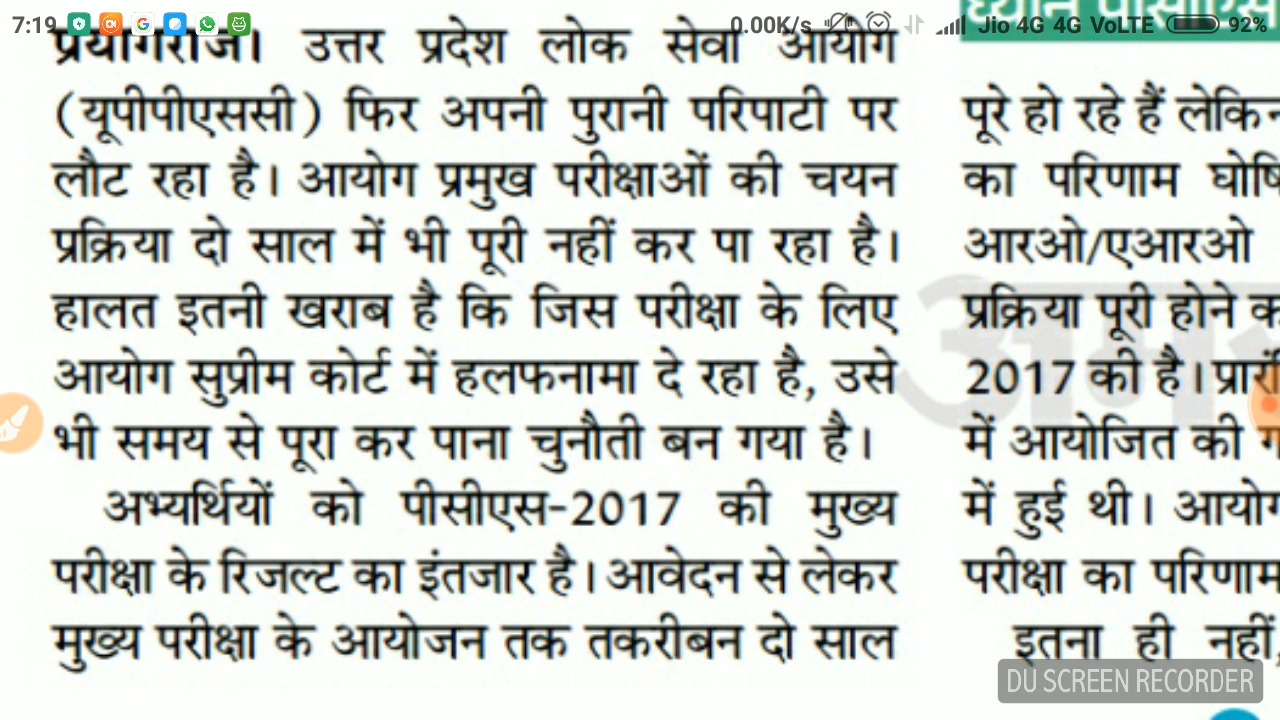 7:19
0.00K/s
Jio 4G 4G VoLTE
92%
प्रयागराज। उत्तर प्रदेश लोक सेवा आयोग
(यूपीपीएससी) फिर अपनी पुरानी परिपाटी पर
लौट रहा है। आयोग प्रमुख परीक्षाओं की चयन
प्रक्रिया दो साल में भी पूरी नहीं कर पा रहा है।
हालत इतनी खराब है कि जिस परीक्षा के लिए
आयोग सुप्रीम कोर्ट में हलफनामा दे रहा है, उसे
भी समय से पूरा कर पाना चुनौती बन गया है।
अभ्यर्थियों को पीसीएस-2017 की मुख्य
परीक्षा के रिजल्ट का इंतजार है। आवेदन से लेकर
मुख्य परीक्षा के आयोजन तक तकरीबन दो साल
पूरे हो रहे हैं
का परिणाम
आरओ/एआरओ
प्रक्रिया पूरी होने
2017 की है।
में आयोजित की
में हुई थी।
परीक्षा का परिणाम
इतना ही नहीं,
DU SCREEN RECORDER